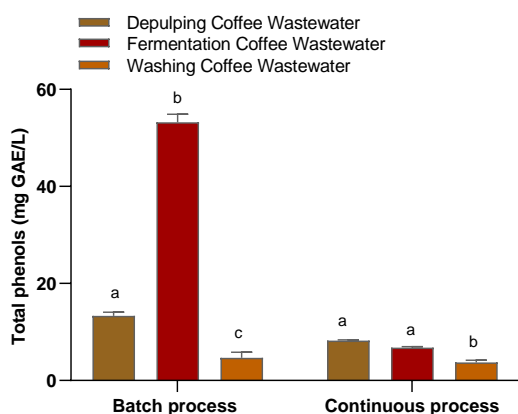 Depulping Coffee Wastewater
Fermentation Coffee Wastewater
Washing Coffee Wastewater
Total phenols (mg GAE/L)
60
40
20
0
a
b
c
a
a
b
Batch process
Continuous process